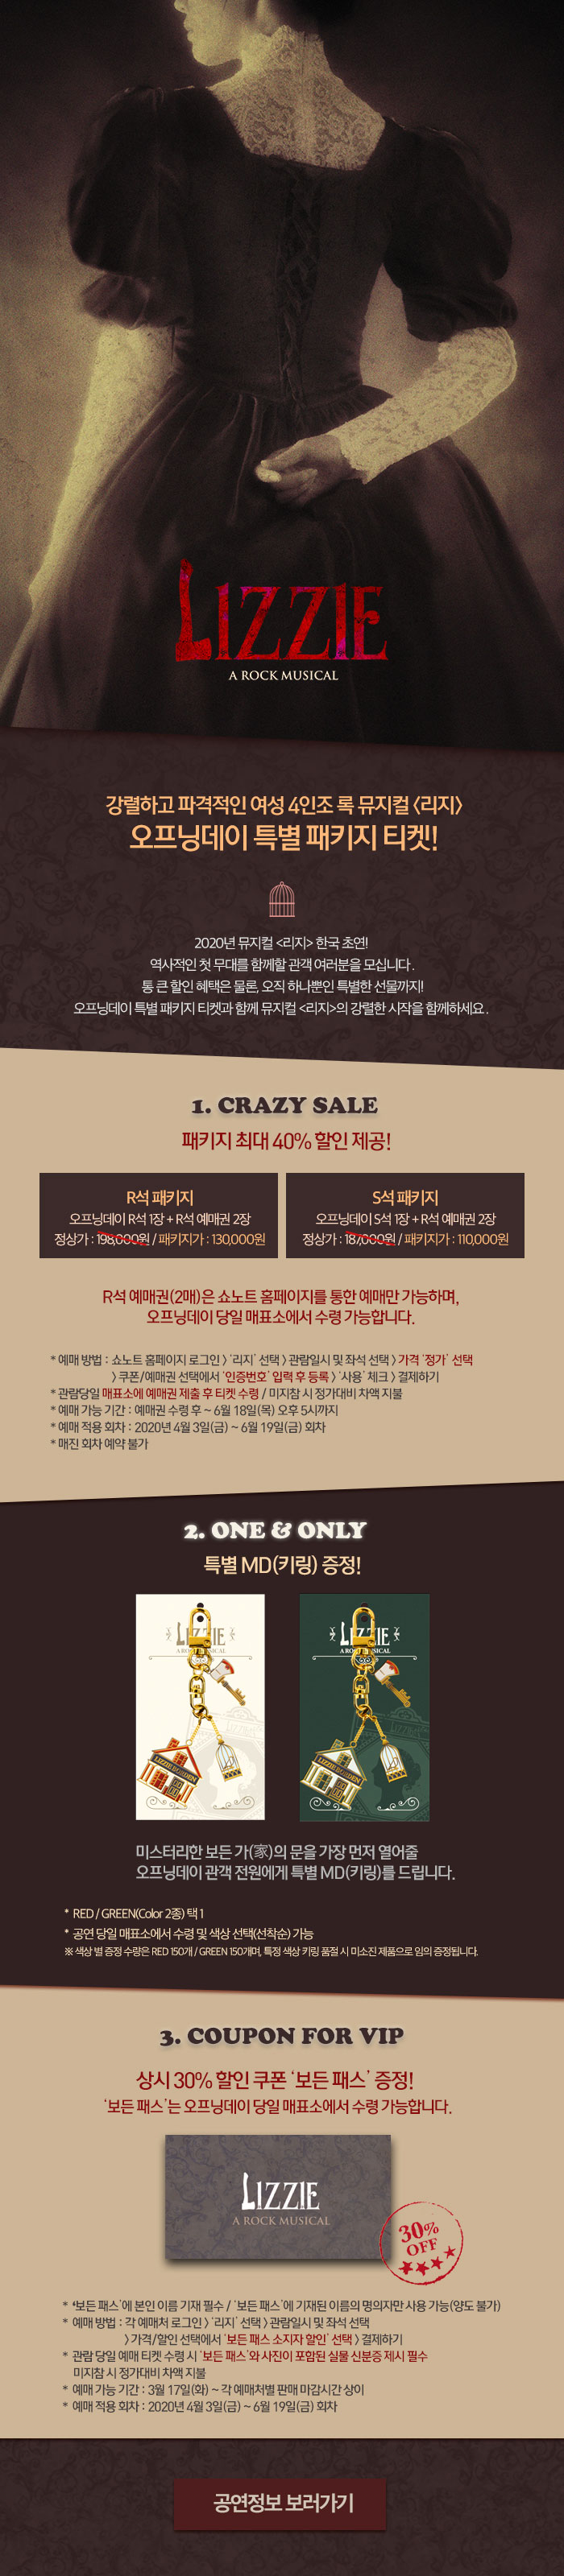 LIZZIE
A ROCK MUSICAL
강렬하고 파격적인 여성 4인조 록 뮤지컬 <리지>
오프닝데이 특별 패키지 티켓!
2020년 뮤지컬 <리지> 한국 초연!
역사적인 첫 무대를 함께할 관객 여러분을 모십니다.
통 큰 할인 혜택은 물론, 오직 하나뿐인 특별한 선물까지!
오프닝데이 특별 패키지 티켓과 함께 뮤지컬 <리지>의 강렬한 시작을 함께하세요.
1. CRAZY SALE
패키지 최대 40% 할인 제공!
R석 패키지
오프닝데이 R석 1장 + R석 예매권 2장
정상가 : 198,000원 / 패키지가 : 130,000원
S석 패키지
오프닝데이 S석 1장 + R석 예매권 2장
정상가 : 187,000원 / 패키지가 : 110,000원
R석 예매권(2매)은 쇼노트 홈페이지를 통한 예매만 가능하며,
오프닝데이 당일 매표소에서 수령 가능합니다.
* 예매 방법 : 쇼노트 홈페이지 로그인 > '리지' 선택 > 관람일시 및 좌석 선택 > 가격 '정가' 선택
> 쿠폰/예매권 선택에서 '인증번호' 입력 후 등록 > '사용' 체크 > 결제하기
* 관람당일 매표소에 예매권 제출 후 티켓 수령 / 미지참 시 정가대비 차액 지불
* 예매 가능 기간 : 예매권 수령 후 ~ 6월 18일(목) 오후 5시까지
* 예매 적용 회차 : 2020년 4월 3일(금) ~ 6월 19일(금) 회차
* 매진 회차 예약 불가
2. ONE & ONLY
특별 MD(키링) 증정!
LIZZIE
A ROCK MUSICAL
LIZZIE BORDEN
LIZZIE
A ROCK MUSICAL
LIZZIE BORDEN
미스터리한 보든 가(家)의 문을 가장 먼저 열어줄
오프닝데이 관객 전원에게 특별 MD(키링)를 드립니다.
* RED / GREEN(Color 2종) 택 1
* 공연 당일 매표소에서 수령 및 색상 선택(선착순) 가능
※ 색상 별 증정 수량은 RED 150개 / GREEN 150개며, 특정 색상 키링 품절 시 미소진 제품으로 임의 증정됩니다.
3. COUPON FOR VIP
상시 30% 할인 쿠폰 '보든 패스' 증정!
'보든 패스'는 오프닝데이 당일 매표소에서 수령 가능합니다.
LIZZIE
A ROCK MUSICAL
30%
OFF
* '보든 패스'에 본인 이름 기재 필수 / '보든 패스'에 기재된 이름의 명의자만 사용 가능(양도 불가)
* 예매 방법 : 각 예매처 로그인 > '리지' 선택 > 관람일시 및 좌석 선택
> 가격/할인 선택에서 '보든 패스 소지자 할인' 선택 > 결제하기
* 관람 당일 예매 티켓 수령 시 '보든 패스'와 사진이 포함된 실물 신분증 제시 필수
미지참 시 정가대비 차액 지불
* 예매 가능 기간 : 3월 17일(화) ~ 각 예매처별 판매 마감시간 상이
* 예매 적용 회차 : 2020년 4월 3일(금) ~ 6월 19일(금) 회차
공연정보 보러가기